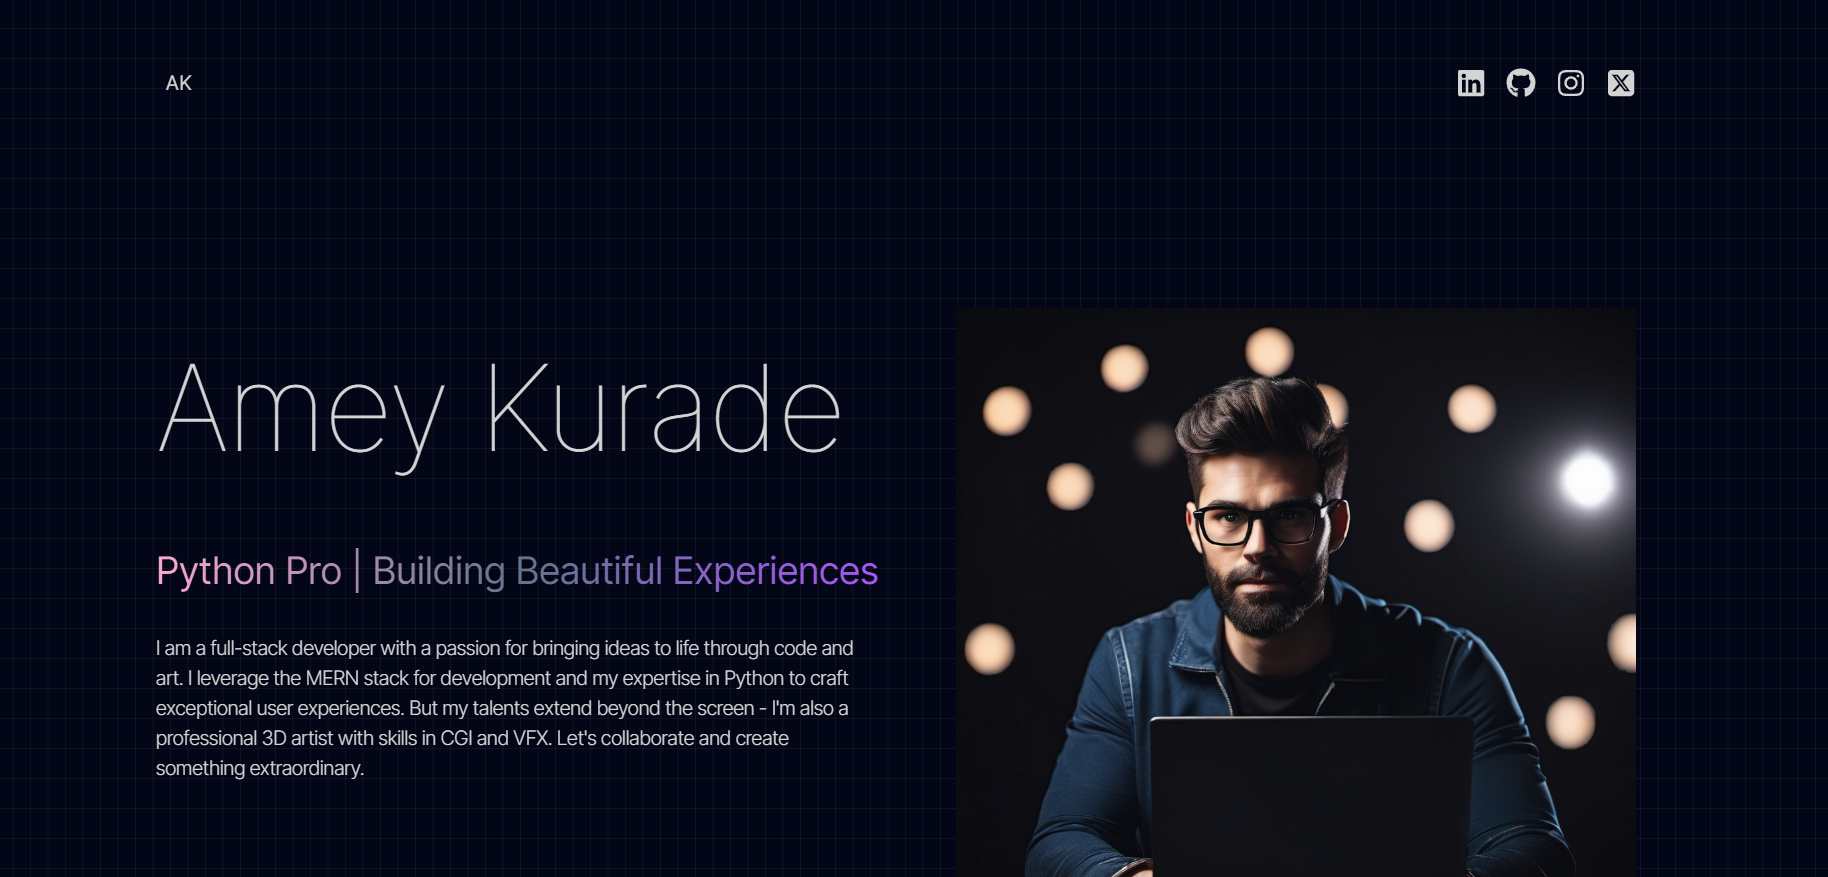 AK
Amey Kurade
Python Pro | Building Beautiful Experiences
I am a full-stack developer with a passion for bringing ideas to life through code and
art. I leverage the MERN stack for development and my expertise in Python to craft
exceptional user experiences. But my talents extend beyond the screen - I'm also a
professional 3D artist with skills in CGI and VFX. Let's collaborate and create
something extraordinary.